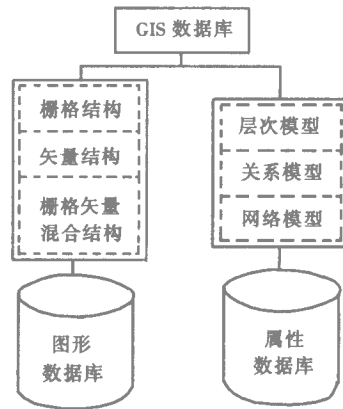 GIS 数据库
栅格结构
矢量结构
栅格矢量
混合结构
层次模型
关系模型
网络模型
图形
数据库
属性
数据库